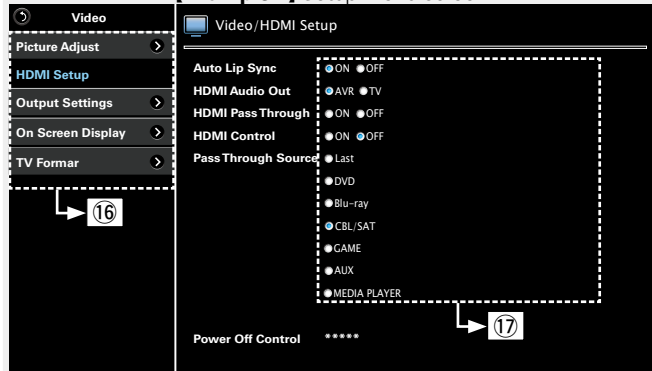 Video
Picture Adjust
HDMI Setup
Output Settings
On Screen Display
TV Formar
⑯
Video/HDMI Setup
Auto Lip Sync ON OFF
HDMI Audio Out AVR TV
HDMI Pass Through ON OFF
HDMI Control ON OFF
Pass Through Source Last
DVD
Blu-ray
CBL/SAT
GAME
AUX
MEDIA PLAYER
⑰
Power Off Control *****